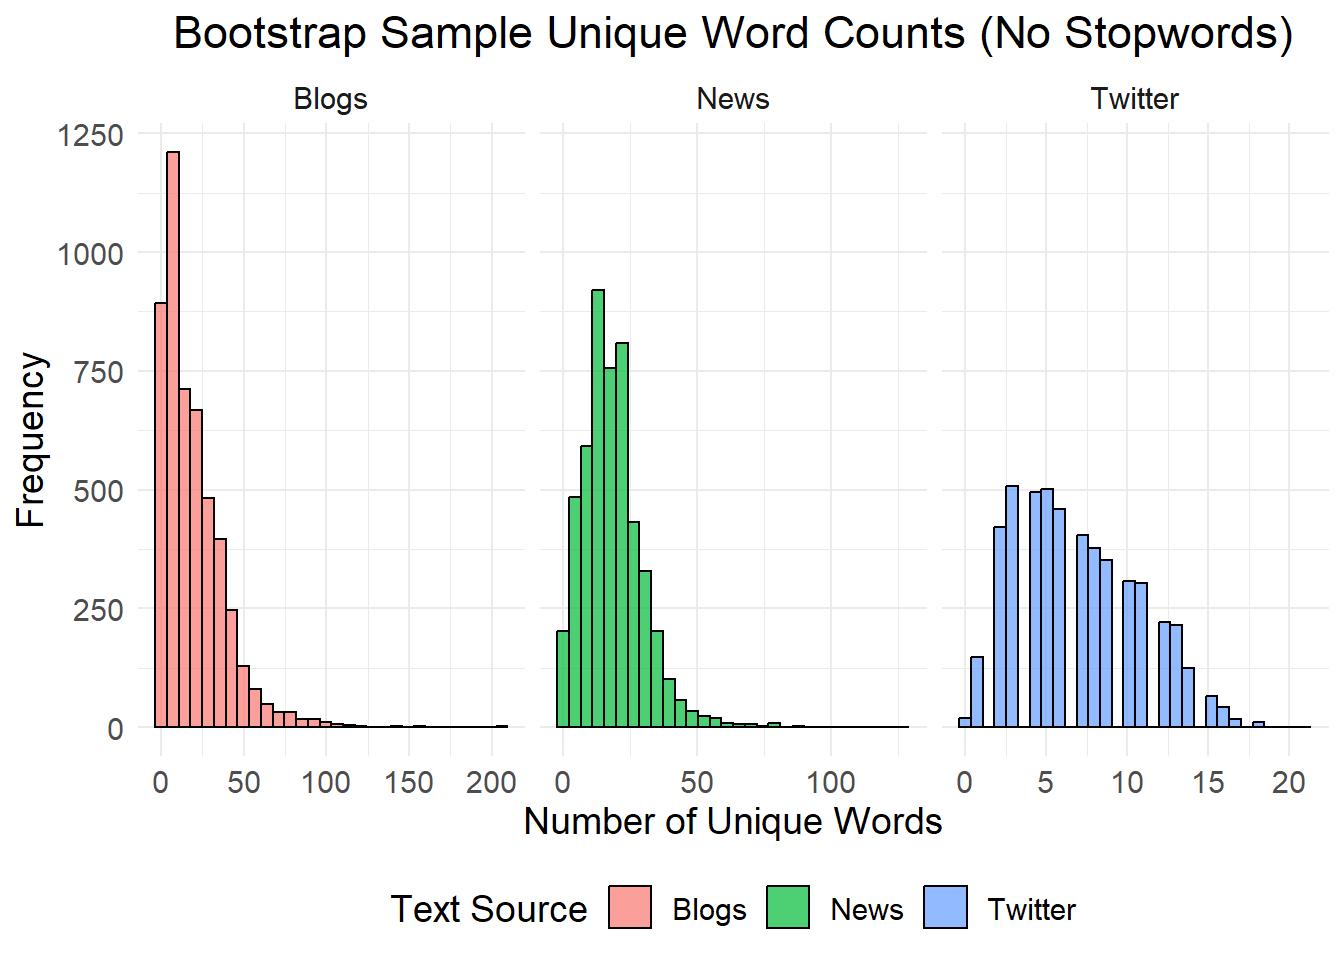 Bootstrap Sample Unique Word Counts (No Stopwords)
Blogs News Twitter
1250
1000
750
500
250
0
Frequency
0 50 100 150 200 0 50 100 0 5 10 15 20
Number of Unique Words
Text Source Blogs News Twitter